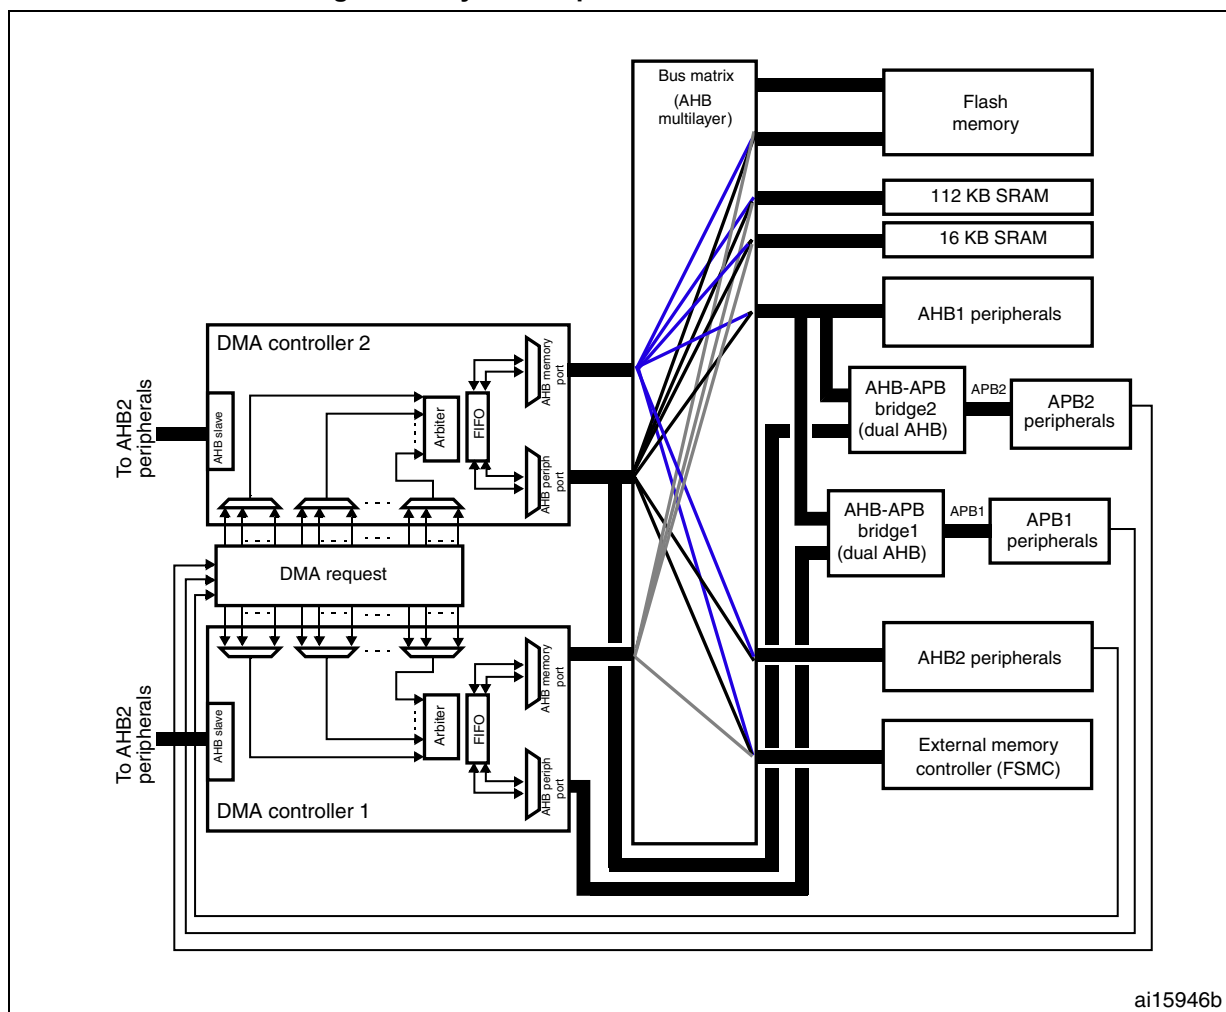 Bus matrix
(AHB
multilayer)
Flash
memory
112 KB SRAM
16 KB SRAM
AHB1 peripherals
DMA controller 2
AHB memory
port
AHB-APB
bridge2
(dual AHB)
APB2
APB2
peripherals
To AHB2
peripherals
AHB slave
Arbiter
FIFO
AHB periph
port
AHB-APB
bridge1
(dual AHB)
APB1
APB1
peripherals
DMA request
AHB memory
port
AHB2 peripherals
To AHB2
peripherals
AHB slave
Arbiter
FIFO
AHB periph
port
External memory
controller (FSMC)
DMA controller 1
ai15946b